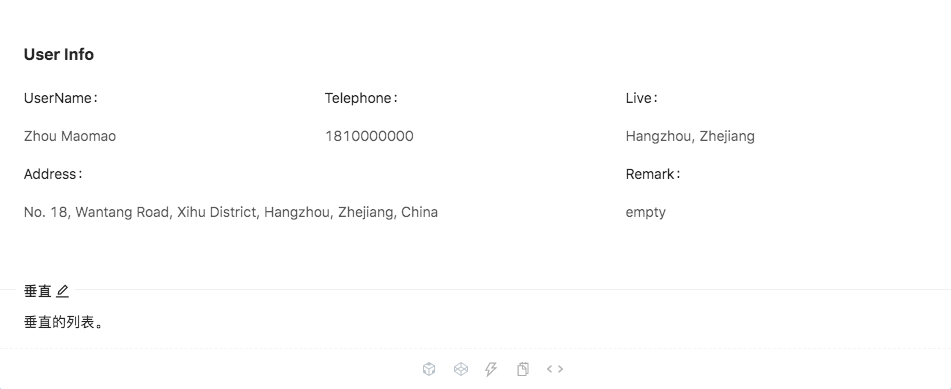 User Info
UserName： Telephone： Live：
Zhou Maomao 1810000000 Hangzhou, Zhejiang
Address： Remark：
No. 18, Wantang Road, Xihu District, Hangzhou, Zhejiang, China empty
垂直
垂直的列表。